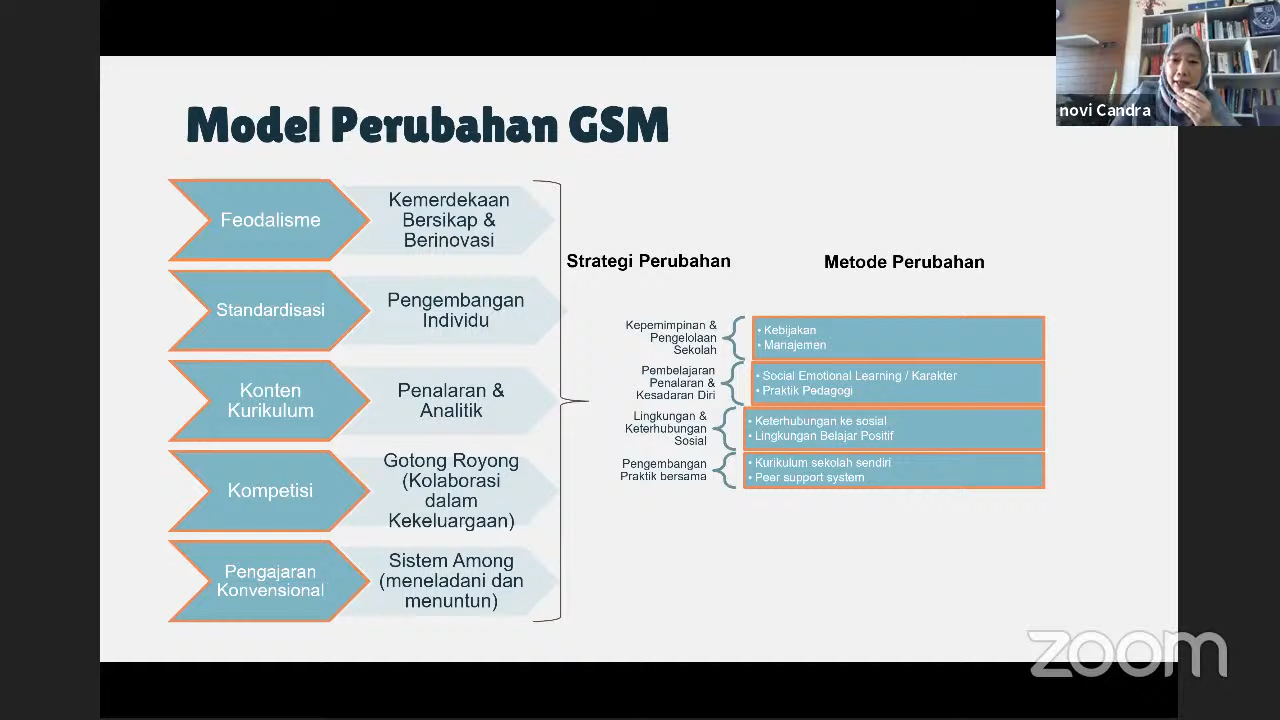 novi Candra
Model Perubahan GSM
Feodalisme
Kemerdekaan
Bersikap &
Berinovasi
Standardisasi
Pengembangan
Individu
Konten
Kurikulum
Penalaran &
Analitik
Kompetisi
Gotong Royong
(Kolaborasi
dalam
Kekeluargaan)
Pengajaran
Konvensional
Sistem Among
(meneladani dan
menuntun)
Strategi Perubahan
Metode Perubahan
Kepemimpinan &
Pengelolaan
Sekolah
• Kebijakan
• Manajemen
Pembelajaran
Penalaran &
Kesadaran Diri
• Social Emotional Learning / Karakter
• Praktik Pedagogi
Lingkungan &
Keterhubungan
Sosial
• Keterhubungan ke sosial
• Lingkungan Belajar Positif
Pengembangan
Praktik bersama
• Kurikulum sekolah sendiri
• Peer support system
zoom